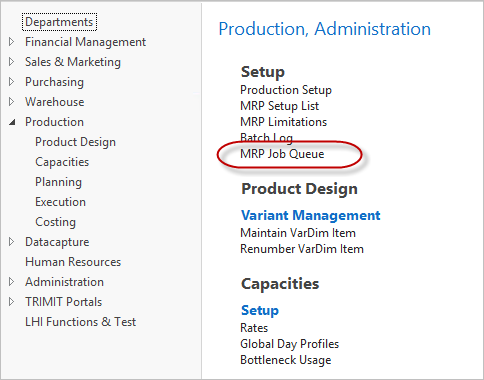 Departments
Financial Management
Sales & Marketing
Purchasing
Warehouse
Production
Product Design
Capacities
Planning
Execution
Costing
Datacapture
Human Resources
Administration
TRIMIT Portals
LHI Functions & Test
Production, Administration
Setup
Production Setup
MRP Setup List
MRP Limitations
Batch Log
MRP Job Queue
Product Design
Variant Management
Maintain VarDim Item
Renumber VarDim Item
Capacities
Setup
Rates
Global Day Profiles
Bottleneck Usage